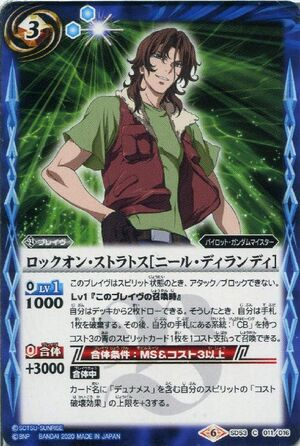 3
ブレイヴ
パイロット・ガンダムマイスター
ロックオン・ストラトス[ニール・ディランディ]
0 Lv1
1000
0 合体
+3000
このブレイヴはスピリット状態のとき、アタック/ブロックできない。
Lv1『このブレイヴの召喚時』
自分はデッキから2枚ドローできる。そうしたとき、自分の手札
1枚を破棄する。その後、自分の手札にある系統:「CB」を持つ
コスト3の青のスピリットカード1枚を1コスト支払って召喚できる。
合体条件:MS&コスト3以上
合体中
カード名に「デュナメス」を含む自分のスピリットの「コスト
破壊効果」の上限を+3する。
©SOTSU・SUNRISE
©BNP BANDAI 2020 MADE IN JAPAN
6
SD53 C 011/016